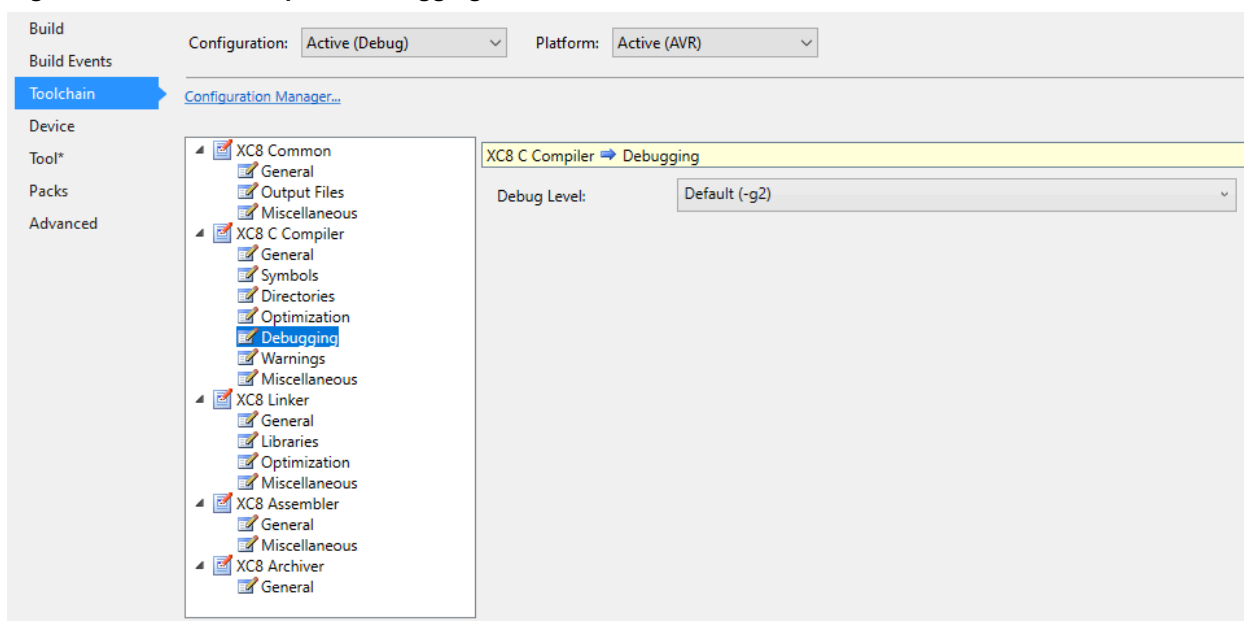 Build
Build Events
Toolchain
Device
Tool*
Packs
Advanced
Configuration: Active (Debug) Platform: Active (AVR)
Configuration Manager...
XC8 Common
General
Output Files
Miscellaneous
XC8 C Compiler
General
Symbols
Directories
Optimization
Debugging
Warnings
Miscellaneous
XC8 Linker
General
Libraries
Optimization
Miscellaneous
XC8 Assembler
General
Miscellaneous
XC8 Archiver
General
XC8 C Compiler ➡ Debugging
Debug Level: Default (-g2)